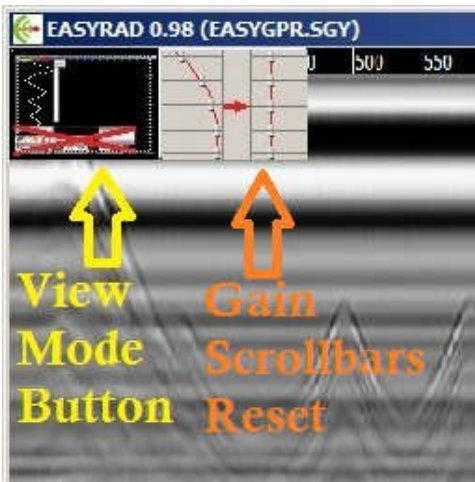 EASYRAD 0.98 (EASYGPR.SGY)
500 550
View
Mode
Button
Gain
Scrollbars
Reset